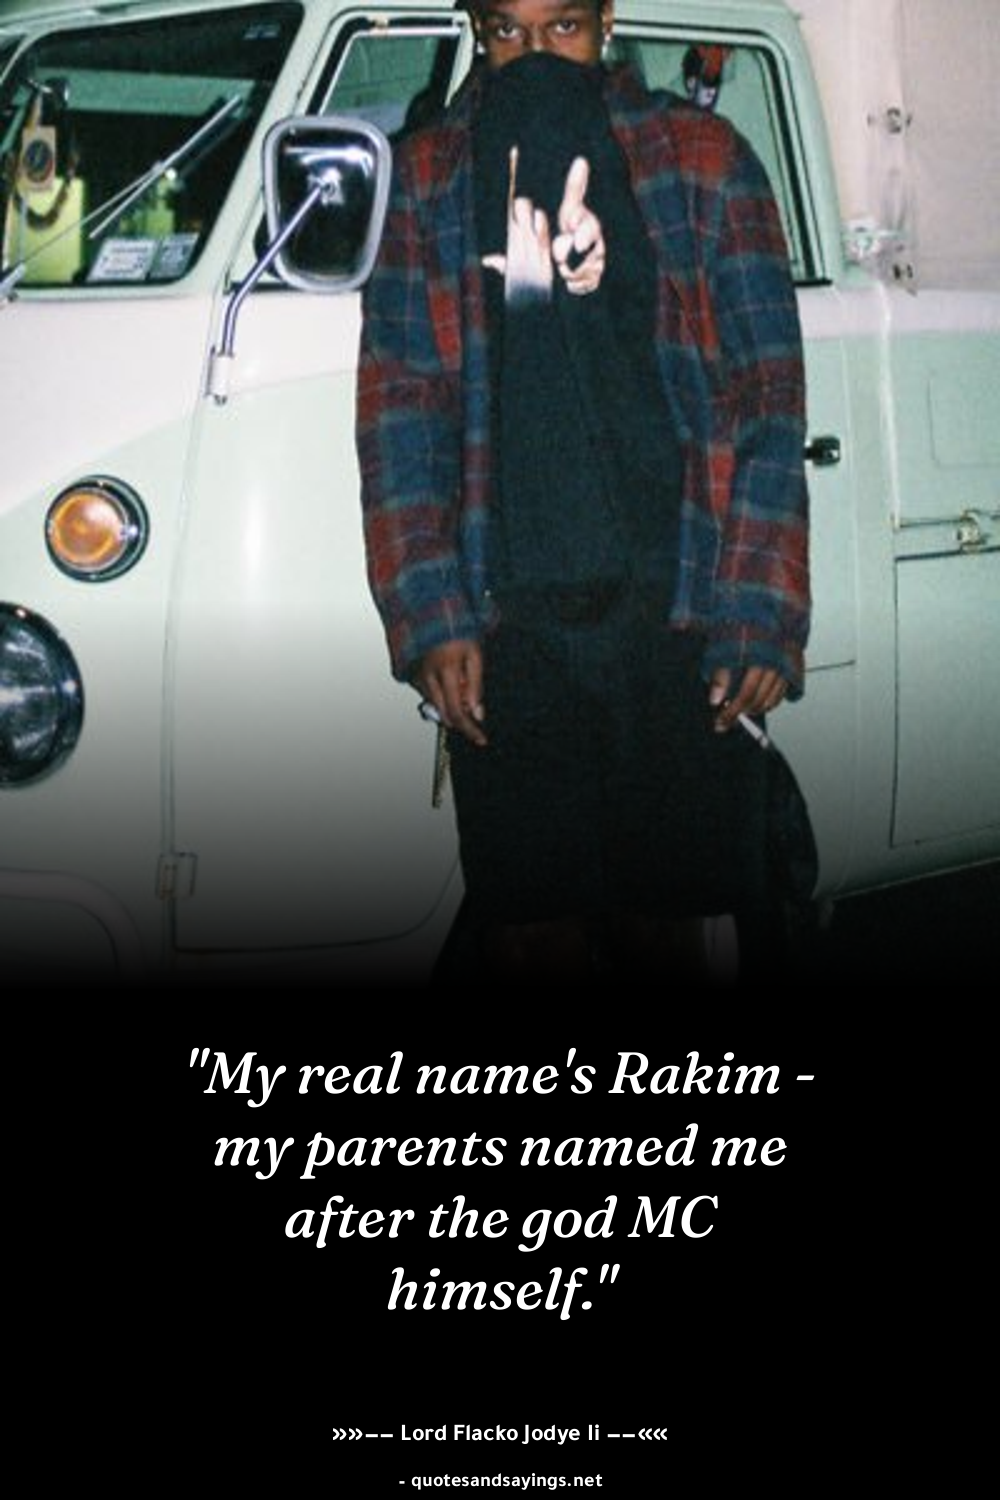 "My real name's Rakim -
my parents named me
after the god MC
himself."
»»−− Lord Flacko Jodye Ii −−««
- quotesandsayings.net